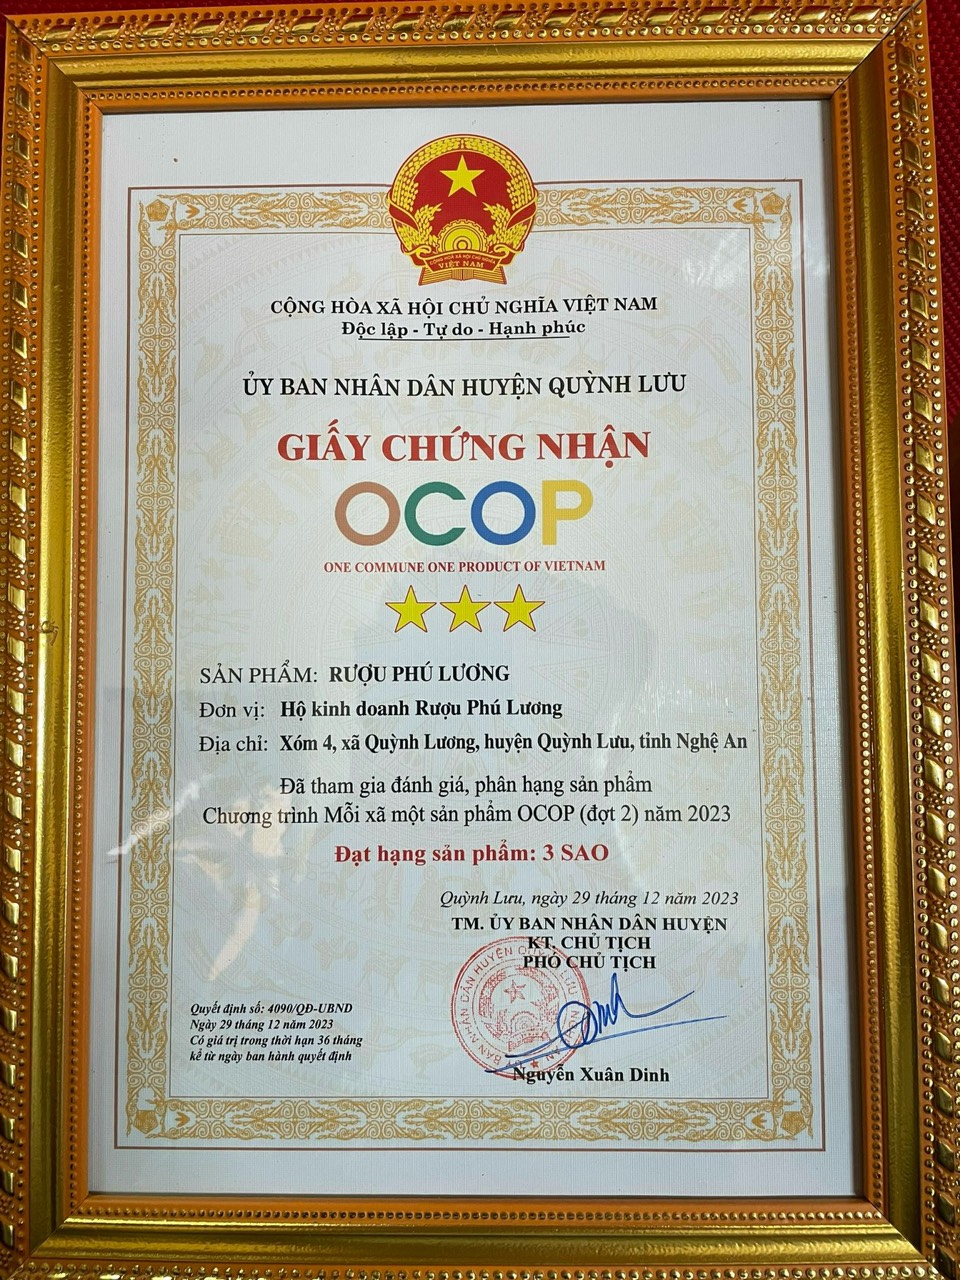 CỘNG HÒA XÃ HỘI CHỦ NGHĨA
VIỆT NAM
CỘNG HÒA XÃ HỘI CHỦ NGHĨA VIỆT NAM
Độc lập - Tự do - Hạnh phúc
ỦY BAN NHÂN DÂN HUYỆN QUỲNH LƯU
GIẤY CHỨNG NHẬN
OCOP
ONE COMMUNE ONE PRODUCT OF VIETNAM
SẢN PHẨM: RƯỢU PHÚ LƯƠNG
Đơn vị: Hộ kinh doanh Rượu Phú Lương
Địa chỉ: Xóm 4, xã Quỳnh Lương, huyện Quỳnh Lưu, tỉnh Nghệ An
Đã tham gia đánh giá, phân hạng sản phẩm
Chương trình Mỗi xã một sản phẩm OCOP (đợt 2) năm 2023
Đạt hạng sản phẩm: 3 SAO
Quỳnh Lưu, ngày 29 tháng 12 năm 2023
TM. ỦY BAN NHÂN DÂN HUYỆN
KT. CHỦ TỊCH
PHÓ CHỦ TỊCH
Nguyễn Xuân Dinh
Quyết định số: 4090/QĐ-UBND
Ngày 29 tháng 12 năm 2023
Có giá trị trong thời hạn 36 tháng
kể từ ngày ban hành quyết định